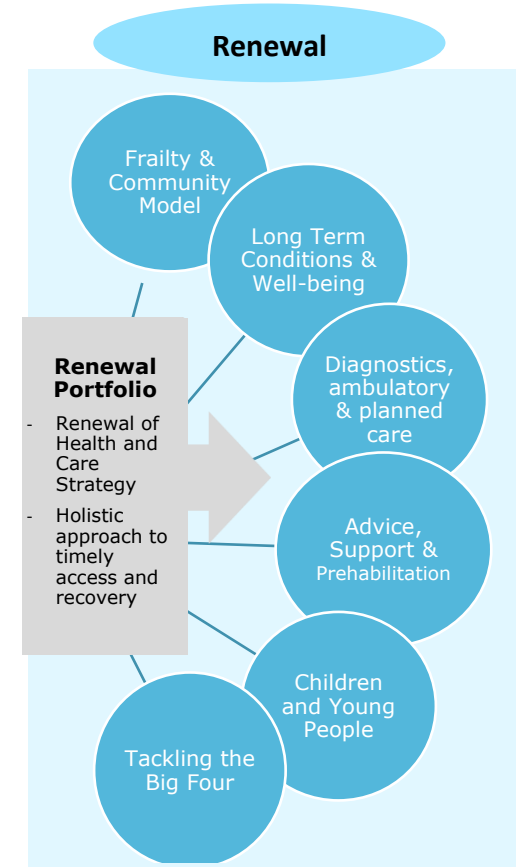 Renewal
Frailty &
Community
Model
Long Term
Conditions &
Well-being
Diagnostics,
ambulatory
& planned
care
Advice,
Support &
Prehabilitation
Children
and Young
People
Tackling the
Big Four
Renewal
Portfolio
- Renewal of
Health and
Care
Strategy
- Holistic
approach to
timely
access and
recovery